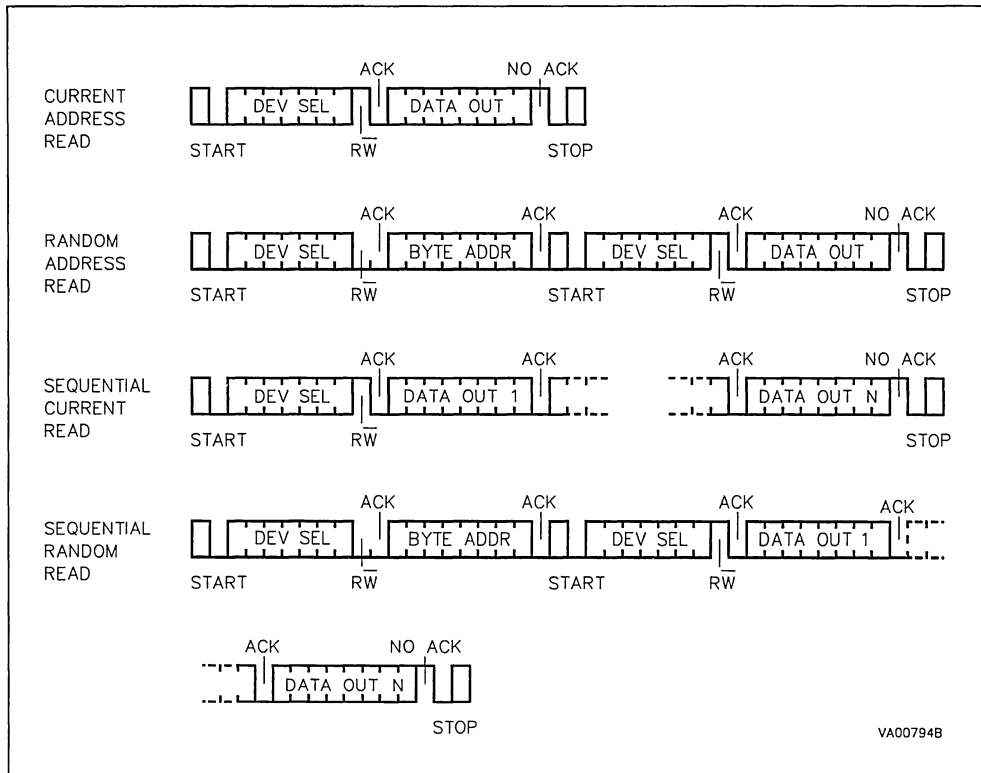 ACK NO ACK
CURRENT ADDRESS READ
DEV SEL DATA OUT
START RW̅ STOP
ACK ACK ACK NO ACK
RANDOM ADDRESS READ
DEV SEL BYTE ADDR DEV SEL DATA OUT
START RW̅ START RW̅ STOP
ACK ACK ACK NO ACK
SEQUENTIAL CURRENT READ
DEV SEL DATA OUT 1 DATA OUT N
START RW̅ STOP
ACK ACK ACK ACK
SEQUENTIAL RANDOM READ
DEV SEL BYTE ADDR DEV SEL DATA OUT 1
START RW̅ START RW̅
ACK NO ACK
DATA OUT N
STOP
VA00794B